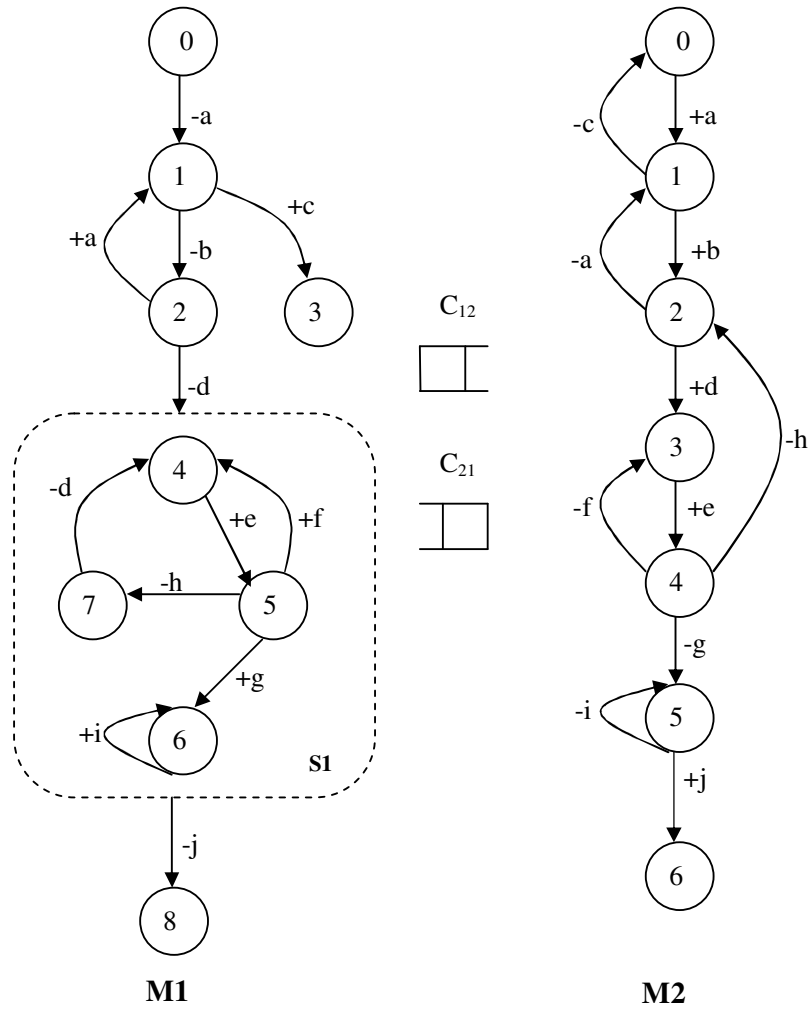 0
-a
1
+c
+a
-b
2
3
-d
4
-d
+e
+f
7
-h
5
+g
+i
6
S1
-j
8
M1
C12
C21
0
-c
+a
1
-a
+b
2
+d
3
-h
-f
+e
4
-g
-i
5
+j
6
M2